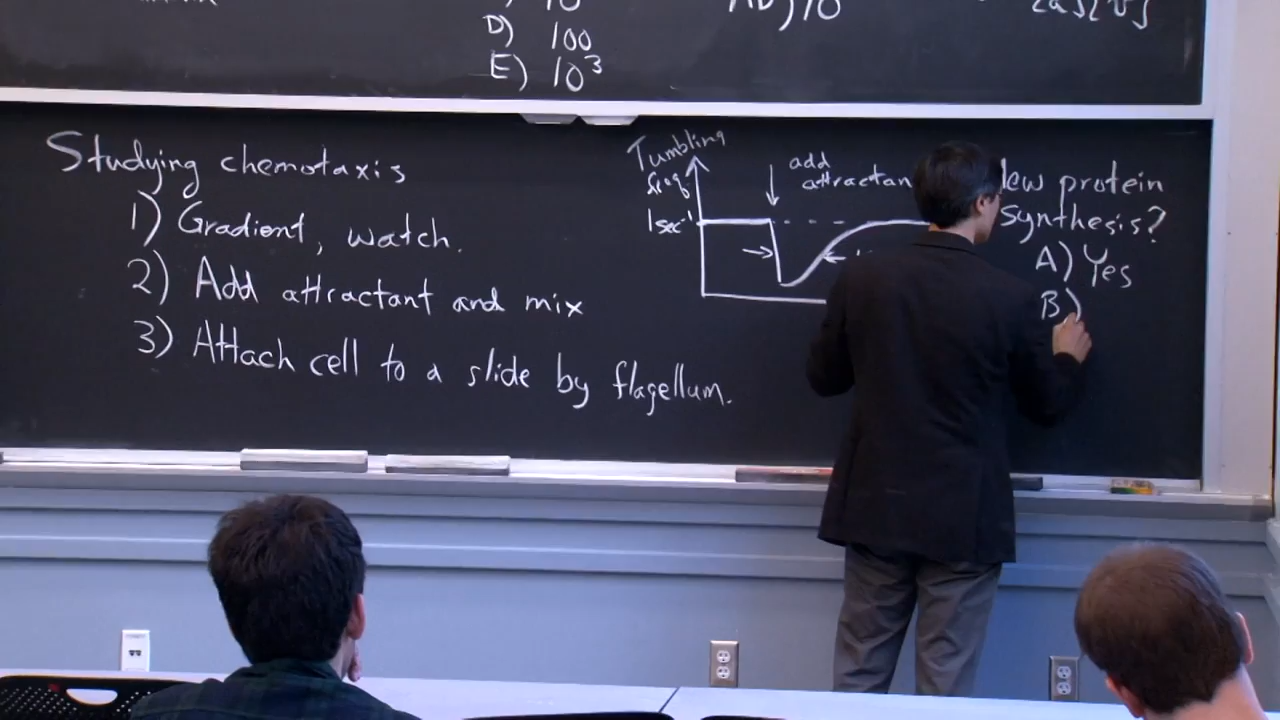 D) 100
E) 10³
Studying chemotaxis
1) Gradient, watch.
2) Add attractant and mix
3) Attach cell to a slide by flagellum.
Tumbling
freq
1 sec⁻¹
add
attractan
New protein
synthesis?
A) Yes
B)